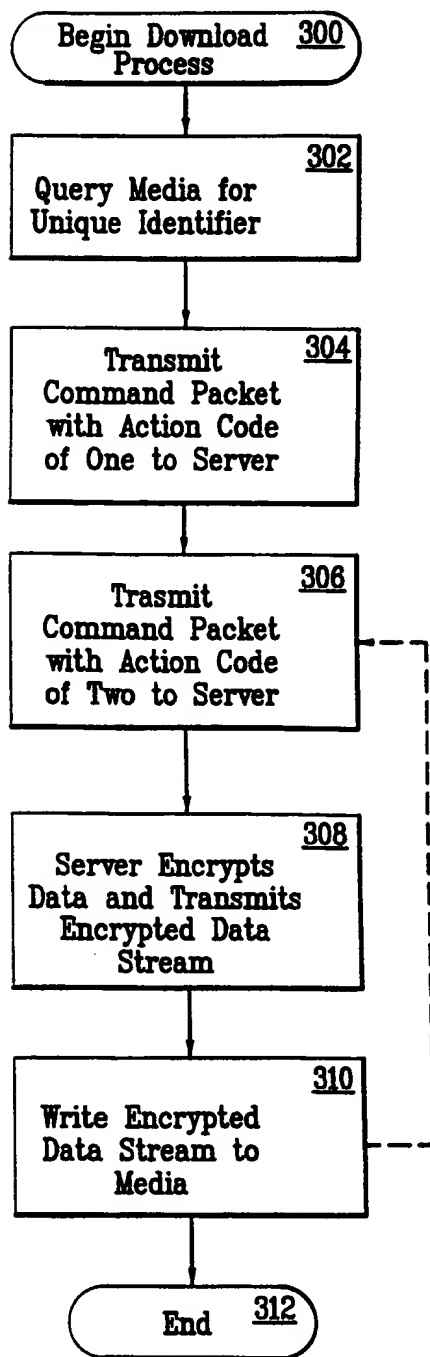 Begin Download 300
Process
302
Query Media for
Unique Identifier
304
Transmit
Command Packet
with Action Code
of One to Server
306
Trasmit
Command Packet
with Action Code
of Two to Server
308
Server Encrypts
Data and Transmits
Encrypted Data
Stream
310
Write Encrypted
Data Stream to
Media
End 312